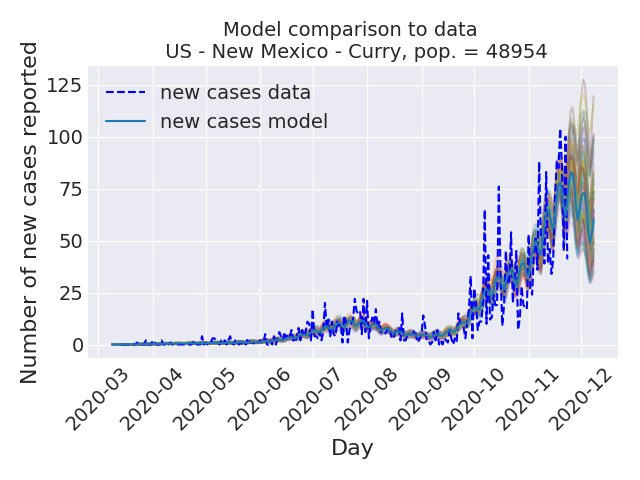 Model comparison to data
US - New Mexico - Curry, pop. = 48954
Number of new cases reported
125
100
75
50
25
0
new cases data
new cases model
2020-03
2020-04
2020-05
2020-06
2020-07
2020-08
2020-09
2020-10
2020-11
2020-12
Day